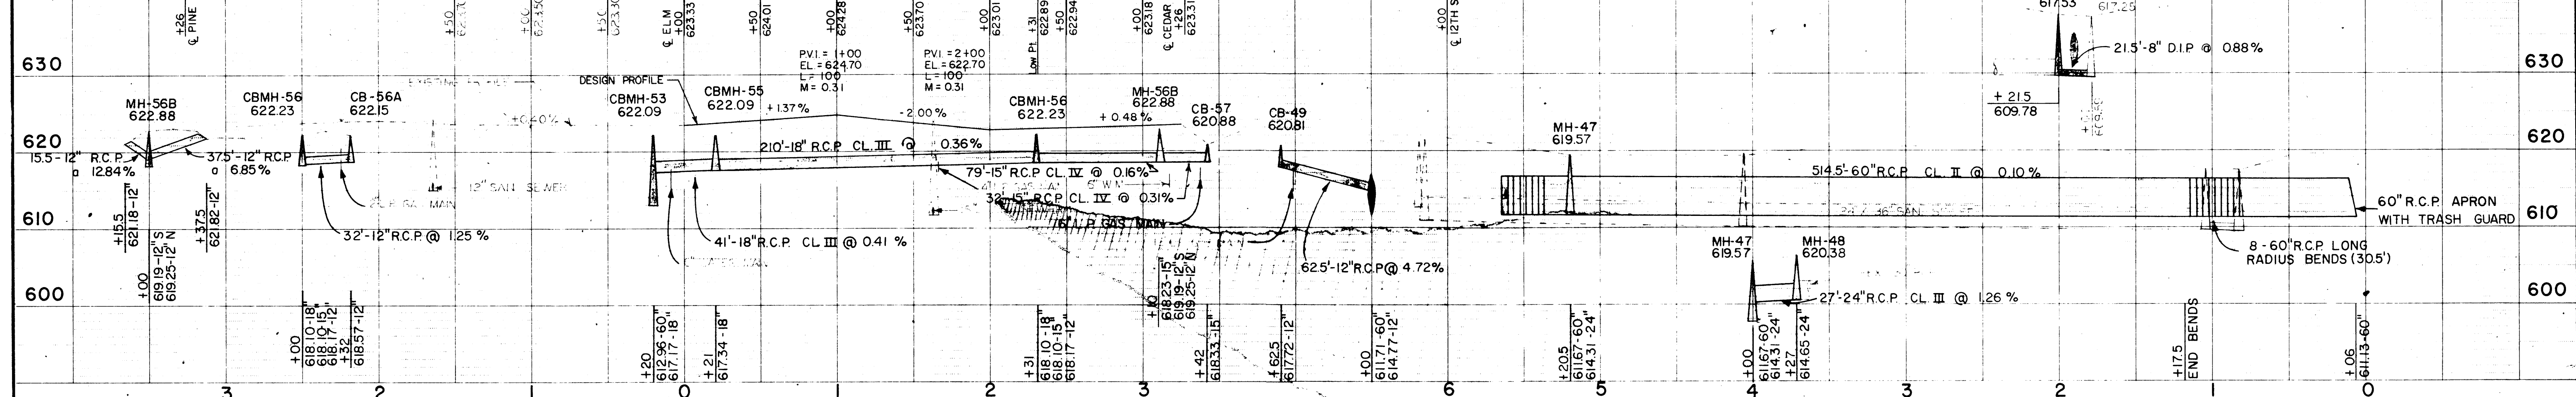 +26
℄ PINE
+50
+00
623.50
+50
℄ ELM
+00
623.33
+50
624.01
+00
624.28
+50
623.70
+00
623.01
LOW Pt. +31
622.89
+50
622.94
+00
623.18
℄ CEDAR
+26
623.31
+00
℄ 12TH S
617.53
617.25
630
630
620
620
610
610
600
600
P.V.I. = 1+00
EL = 624.70
L = 100'
M = 0.31
P.V.I. = 2+00
EL = 622.70
L = 100'
M = 0.31
DESIGN PROFILE
+1.37%
-2.00%
+0.48%
+0.40%
MH-56B
622.88
CBMH-56
622.23
CB-56A
622.15
CBMH-53
622.09
CBMH-55
622.09
CBMH-56
622.23
MH-56B
622.88
CB-57
620.88
CB-49
620.81
MH-47
619.57
21.5'-8" D.I.P @ 0.88%
+21.5
609.78
15.5-12" R.C.P.
@ 12.84%
37.5'-12" R.C.P
@ 6.85%
12" SAN SEWER
32'-12" R.C.P. @ 1.25 %
210'-18" R.C.P. CL. III @ 0.36%
79'-15" R.C.P CL. IV @ 0.16%
32'-15" R.C.P CL. IV @ 0.31%
41'-18" R.C.P. CL III @ 0.41 %
6" L.P. GAS MAIN
62.5'-12" R.C.P @ 4.72%
514.5-60" R.C.P. CL. II @ 0.10%
60" R.C.P. APRON
WITH TRASH GUARD
8-60" R.C.P. LONG
RADIUS BENDS (30.5')
MH-47
619.57
MH-48
620.38
27'-24" R.C.P. CL. III @ 1.26 %
+15.5
621.18-12"
+00
619.19-12" S
619.25-12" N
+37.5
621.82-12"
+00
618.10-18"
618.10-15"
618.17-12"
+32
618.57-12"
+20
612.96-60"
617.17-18"
+21
617.34-18"
+31
618.10-18"
618.10-15"
618.17-12"
+10
618.23-15"
619.19-12" S
619.25-12" N
+42
618.33-15"
+62.5
617.72-12"
+00
611.71-60"
614.77-12"
+20.5
611.67-60"
614.31-24"
+00
611.67-60"
614.31-24"
+27
614.65-24"
+17.5
END BENDS
+06
611.13-60"
3 2 1 0 1 2 3 6 5 4 3 2 1 0